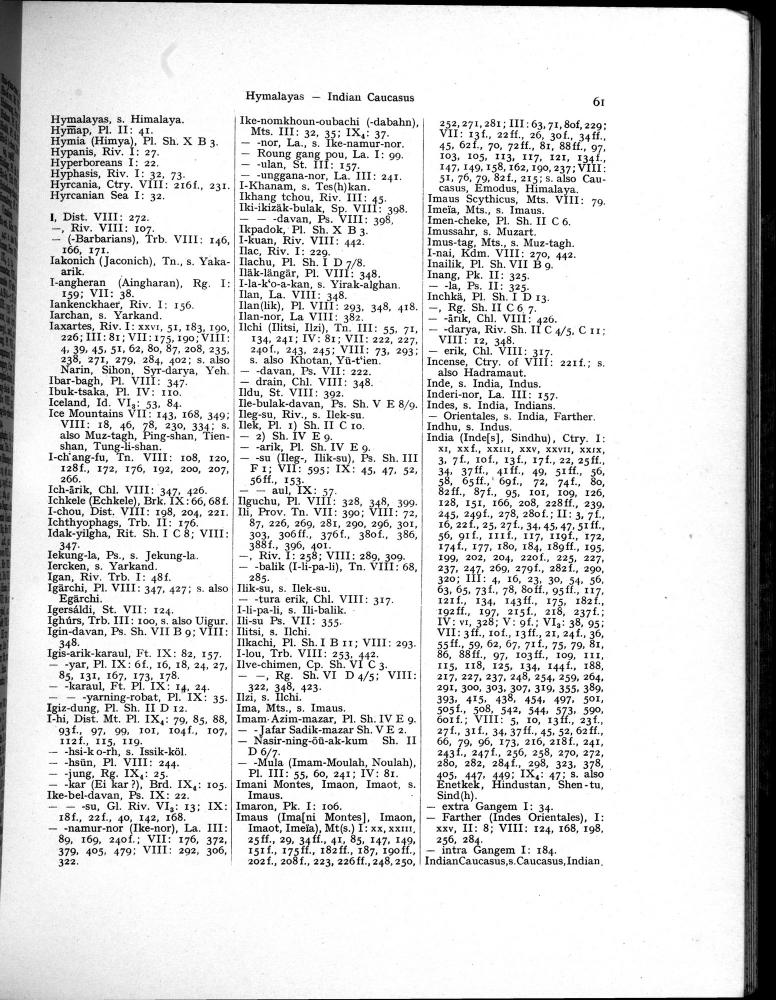 Hymalayas — Indian Caucasus
61
Hymalayas, s. Himalaya.
Hymap, Pl. II: 41.
Hymia (Himya), Pl. Sh. X B 3.
Hypanis, Riv. I: 27.
Hyperboreans I: 22.
Hyphasis, Riv. I: 32, 73.
Hyrcania, Ctry. VIII: 216f., 231.
Hyrcanian Sea I: 32.
I, Dist. VIII: 272.
—, Riv. VIII: 107.
— (-Barbarians), Trb. VIII: 146,
166, 171.
Iakonich (Jaconich), Tn., s. Yaka-
arik.
I-angheran (Aingharan), Rg. I:
159; VII: 38.
Iankenckhaer, Riv. I: 156.
Iarchan, s. Yarkand.
Iaxartes, Riv. I: XXVI, 51, 183, 190,
226; III: 81; VII: 175, 190; VIII:
4, 39, 45, 51, 62, 80, 87, 208, 235,
238, 271, 279, 284, 402; s. also
Narin, Sihon, Syr-darya, Yeh.
Ibar-bagh, Pl. VIII: 347.
Ibuk-tsaka, Pl. IV: 110.
Iceland, Id. VI₃: 53, 84.
Ice Mountains VII: 143, 168, 349;
VIII: 18, 46, 78, 230, 334; s.
also Muz-tagh, Ping-shan, Tien-
shan, Tung-li-shan.
I-ch'ang-fu, Tn. VIII: 108, 120,
128f., 172, 176, 192, 200, 207,
266.
Ich-ärik, Chl. VIII: 347, 426.
Ichkele (Echkele), Brk. IX: 66, 68f.
I-chou, Dist. VIII: 198, 204, 221.
Ichthyophags, Trb. II: 176.
Idak-yilgha, Rit. Sh. I C 8; VIII:
347.
Iekung-la, Ps., s. Jekung-la.
Iercken, s. Yarkand.
Igan, Riv. Trb. I: 48f.
Igärchi, Pl. VIII: 347, 427; s. also
Egärchi.
Igersáldi, St. VII: 124.
Ighúrs, Trb. III: 100, s. also Uigur.
Igin-davan, Ps. Sh. VII B 9; VIII:
348.
Igis-arik-karaul, Ft. IX: 82, 157.
— -yar, Pl. IX: 6f., 16, 18, 24, 27,
85, 131, 167, 173, 178.
— -karaul, Ft. Pl. IX: 14, 24.
— — -yarning-robat, Pl. IX: 35.
Igiz-dung, Pl. Sh. II D 12.
I-hi, Dist. Mt. Pl. IX₄: 79, 85, 88,
93f., 97, 99, 101, 104f., 107,
112f., 115, 119.
— -hsi-k o-rh, s. Issik-köl.
— -hsün, Pl. VIII: 244.
— -jung, Rg. IX₄: 25.
— -kar (Ei kar ?), Brd. IX₄: 105.
Ike-bel-davan, Ps. IX: 22.
— — -su, Gl. Riv. VI₃: 13; IX:
18f., 22f., 40, 142, 168.
— -namur-nor (Ike-nor), La. III:
89, 169, 240f.; VII: 176, 372,
379, 405, 479; VIII: 292, 306,
322.
Ike-nomkhoun-oubachi (-dabahn),
Mts. III: 32, 35; IX₄: 37.
— -nor, La., s. Ike-namur-nor.
— Roung gang pou, La. I: 99.
— -ulan, St. III: 157.
— -unggana-nor, La. III: 241.
I-Khanam, s. Tes(h)kan.
Ikhang tchou, Riv. III: 45.
Iki-ikizäk-bulak, Sp. VIII: 398.
— — -davan, Ps. VIII: 398.
Ikpadok, Pl. Sh. X B 3.
I-kuan, Riv. VIII: 442.
Ilac, Riv. I: 229.
Ilachu, Pl. Sh. I D 7/8.
Iläk-längär, Pl. VIII: 348.
I-la-k'o-a-kan, s. Yirak-alghan.
Ilan, La. VIII: 348.
Ilan(lik), Pl. VIII: 293, 348, 418.
Ilan-nor, La VIII: 382.
Ilchi (Ilitsi, Ilzi), Tn. III: 55, 71,
134, 241; IV: 81; VII: 222, 227,
240f., 243, 245; VIII: 73, 293;
s. also Khotan, Yü-t'ien.
— -davan, Ps. VII: 222.
— drain, Chl. VIII: 348.
Ildu, St. VIII: 392.
Ile-bulak-davan, Ps. Sh. V E 8/9.
Ileg-su, Riv., s. Ilek-su.
Ilek, Pl. 1) Sh. II C 10.
— 2) Sh. IV E 9.
— -arik, Pl. Sh. IV E 9.
— -su (Ileg-, Ilik-su), Ps. Sh. III
F 1; VII: 595; IX: 45, 47, 52,
56ff., 153.
— — aul, IX: 57.
Ilguchu, Pl. VIII: 328, 348, 399.
Ili, Prov. Tn. VII: 390; VIII: 72,
87, 226, 269, 281, 290, 296, 301,
303, 306ff., 376f., 380f., 386,
388f., 396, 401.
—, Riv. I: 258; VIII: 289, 309.
— -balik (I-li-pa-li), Tn. VIII: 68,
285.
Ilik-su, s. Ilek-su.
— -tura erik, Chl. VIII: 317.
I-li-pa-li, s. Ili-balik.
Ili-su Ps. VII: 355.
Ilitsi, s. Ilchi.
Ilkachi, Pl. Sh. I B 11; VIII: 293.
I-lou, Trb. VIII: 253, 442.
Ilve-chimen, Cp. Sh. VI C 3.
— —, Rg. Sh. VI D 4/5; VIII:
322, 348, 423.
Ilzi, s. Ilchi.
Ima, Mts., s. Imaus.
Imam Azim-mazar, Pl. Sh. IV E 9.
— - Jafar Sadik-mazar Sh. V E 2.
— Nasir-ning-öü-ak-kum Sh. II
D 6/7.
— -Mula (Imam-Moulah, Noulah),
Pl. III: 55, 60, 241; IV: 81.
Imani Montes, Imaon, Imaot, s.
Imaus.
Imaron, Pk. I: 106.
Imaus (Ima[ni Montes], Imaon,
Imaot, Imeïa), Mt(s.) I: XX, XXIII,
25ff., 29, 34ff., 41, 85, 147, 149,
151f., 175ff., 182ff., 187, 190ff.,
202f., 208f., 223, 226ff., 248, 250,
252, 271, 281; III: 63, 71, 80f, 229;
VII: 13f., 22ff., 26, 30f., 34ff.,
45, 62f., 70, 72ff., 81, 88ff., 97,
103, 105, 113, 117, 121, 134f.,
147, 149, 158, 162, 190, 237; VIII:
51, 76, 79, 82f., 215; s. also Cau-
casus, Emodus, Himalaya.
Imaus Scythicus, Mts. VIII: 79.
Imeïa, Mts., s. Imaus.
Imen-cheke, Pl. Sh. II C 6.
Imussahr, s. Muzart.
Imus-tag, Mts., s. Muz-tagh.
I-nai, Kdm. VIII: 270, 442.
Inailik, Pl. Sh. VII B 9.
Inang, Pk. II: 325.
— -la, Ps. II: 325.
Inchkä, Pl. Sh. I D 13.
—, Rg. Sh. II C 6 7.
— -ärik, Chl. VIII: 426.
— -darya, Riv. Sh. II C 4/5, C 11;
VIII: 12, 348.
— erik, Chl. VIII: 317.
Incense, Ctry. of VIII: 221f.; s.
also Hadramaut.
Inde, s. India, Indus.
Inderi-nor, La. III: 157.
Indes, s. India, Indians.
— Orientales, s. India, Farther.
Indhu, s. Indus.
India (Inde[s], Sindhu), Ctry. I:
XI, XXf., XXIII, XXV, XXVII, XXIX,
3, 7f., 10f., 13f., 17f., 22, 25ff.,
34, 37ff., 41ff., 49, 51ff., 56,
58, 65ff., 69f., 72, 74f., 80,
82ff., 87f., 95, 101, 109, 126,
128, 151, 166, 208, 228ff., 239,
245, 249f., 278, 280f.; II: 3, 7f.,
16, 22f., 25, 27f., 34, 45, 47, 51ff.,
56, 91f., 111f., 117, 119f., 172,
174f., 177, 180, 184, 189ff., 195,
199, 202, 204, 220f., 225, 227,
237, 247, 269, 279f., 282f., 290,
320; III: 4, 16, 23, 30, 54, 56,
63, 65, 73f., 78, 80ff., 95ff., 117,
121f., 134, 143ff., 175, 182f.,
192ff., 197, 215f., 218, 237f.;
IV: VI, 328; V: 9f.; VI₃: 38, 95;
VII: 3ff., 10f., 13ff., 21, 24f., 36,
55ff., 59, 62, 67, 71f., 75, 79, 81,
86, 88ff., 97, 103ff., 109, 111,
115, 118, 125, 134, 144f., 188,
217, 227, 237, 248, 254, 259, 264,
291, 300, 303, 307, 319, 355, 389,
393, 415, 438, 454, 497, 501,
505f., 508, 542, 544, 573, 590,
601f.; VIII: 5, 10, 13ff., 23f.,
27f., 31f., 34, 37ff., 45, 52, 62ff.,
66, 79, 96, 173, 216, 218f., 241,
243f., 247f., 256, 258, 270, 272,
280, 282, 284f., 298, 323, 378,
405, 447, 449; IX₄: 47; s. also
Enetkek, Hindustan, Shen-tu,
Sind(h).
— extra Gangem I: 34.
— Farther (Indes Orientales), I:
XXV, II: 8; VIII: 124, 168, 198,
256, 284.
— intra Gangem I: 184.
Indian Caucasus, s. Caucasus, Indian.